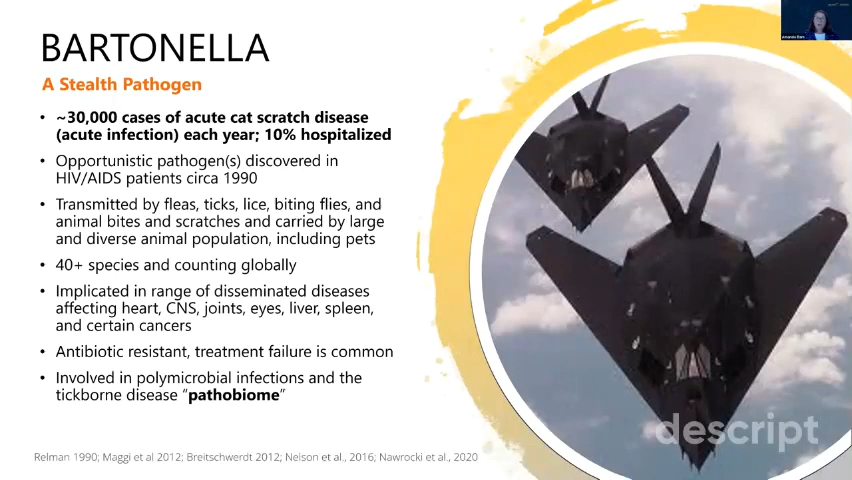 BARTONELLA
A Stealth Pathogen
• ~30,000 cases of acute cat scratch disease
(acute infection) each year; 10% hospitalized
• Opportunistic pathogen(s) discovered in
HIV/AIDS patients circa 1990
• Transmitted by fleas, ticks, lice, biting flies, and
animal bites and scratches and carried by large
and diverse animal population, including pets
• 40+ species and counting globally
• Implicated in range of disseminated diseases
affecting heart, CNS, joints, eyes, liver, spleen,
and certain cancers
• Antibiotic resistant, treatment failure is common
• Involved in polymicrobial infections and the
tickborne disease “pathobiome”
Relman 1990; Maggi et al 2012; Breitschwerdt 2012; Nelson et al., 2016; Nawrocki et al., 2020
descript